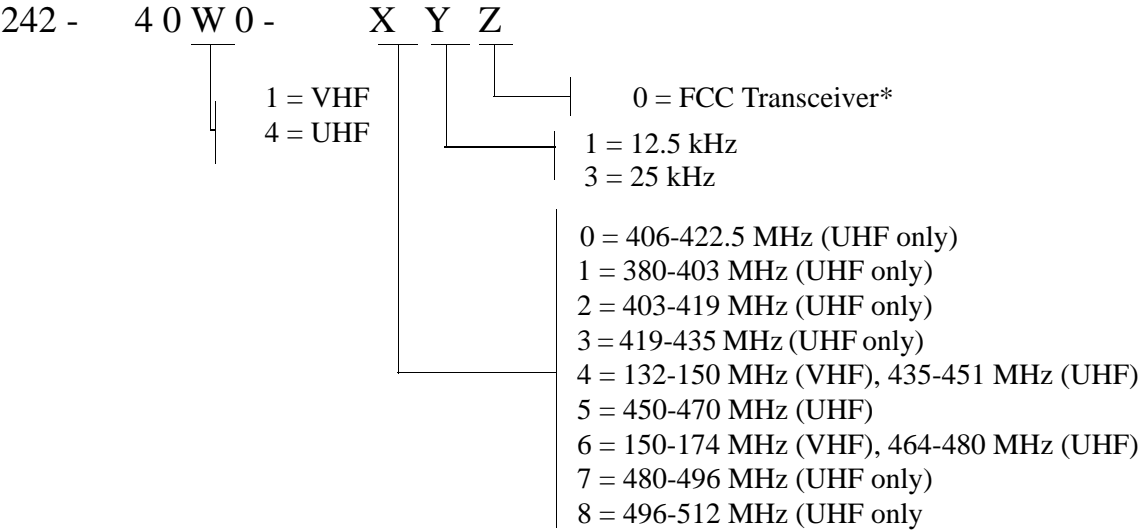 242 - 4 0 W 0 - X Y Z
1 = VHF
4 = UHF
0 = FCC Transceiver*
1 = 12.5 kHz
3 = 25 kHz
0 = 406-422.5 MHz (UHF only)
1 = 380-403 MHz (UHF only)
2 = 403-419 MHz (UHF only)
3 = 419-435 MHz (UHF only)
4 = 132-150 MHz (VHF), 435-451 MHz (UHF)
5 = 450-470 MHz (UHF)
6 = 150-174 MHz (VHF), 464-480 MHz (UHF)
7 = 480-496 MHz (UHF only)
8 = 496-512 MHz (UHF only